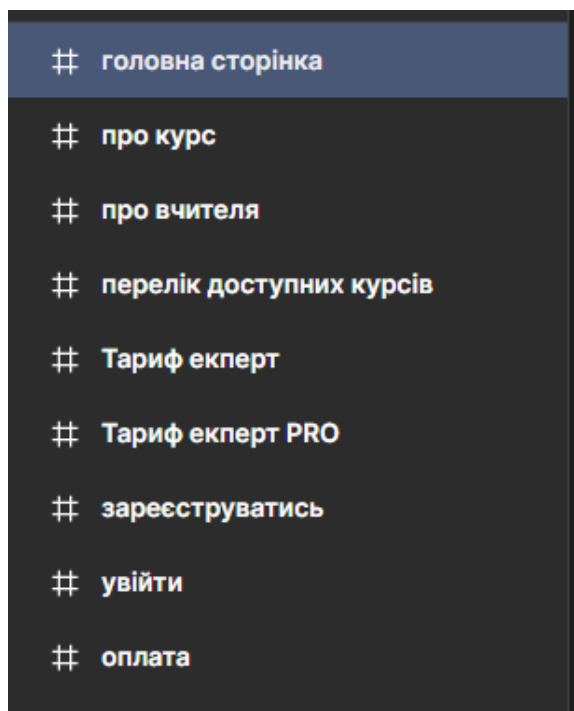 головна сторінка
про курс
про вчителя
перелік доступних курсів
Тариф екперт
Тариф екперт PRO
зареєструватись
увійти
оплата